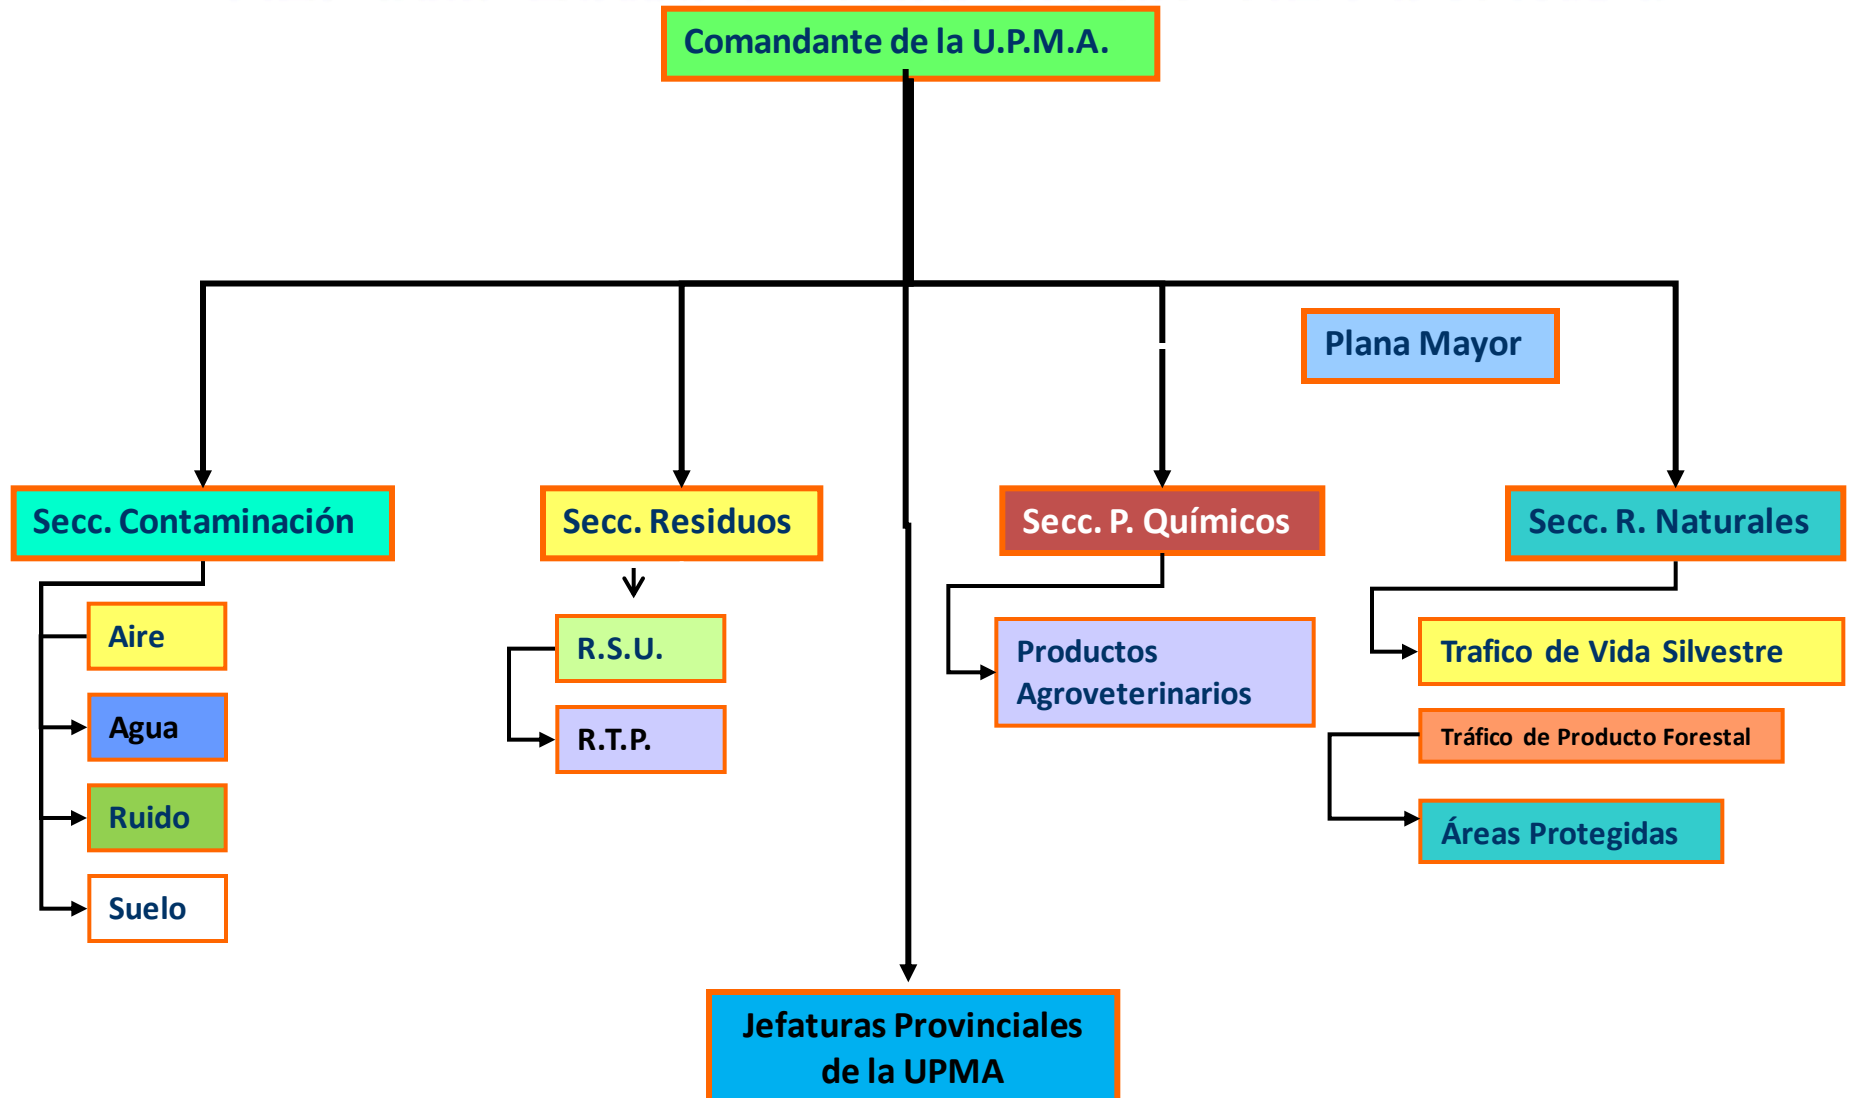 Comandante de la U.P.M.A.
Plana Mayor
Secc. Contaminación
Secc. Residuos
Secc. P. Químicos
Secc. R. Naturales
Aire
Agua
Ruido
Suelo
R.S.U.
R.T.P.
Productos
Agroveterinarios
Trafico de Vida Silvestre
Tráfico de Producto Forestal
Áreas Protegidas
Jefaturas Provinciales
de la UPMA